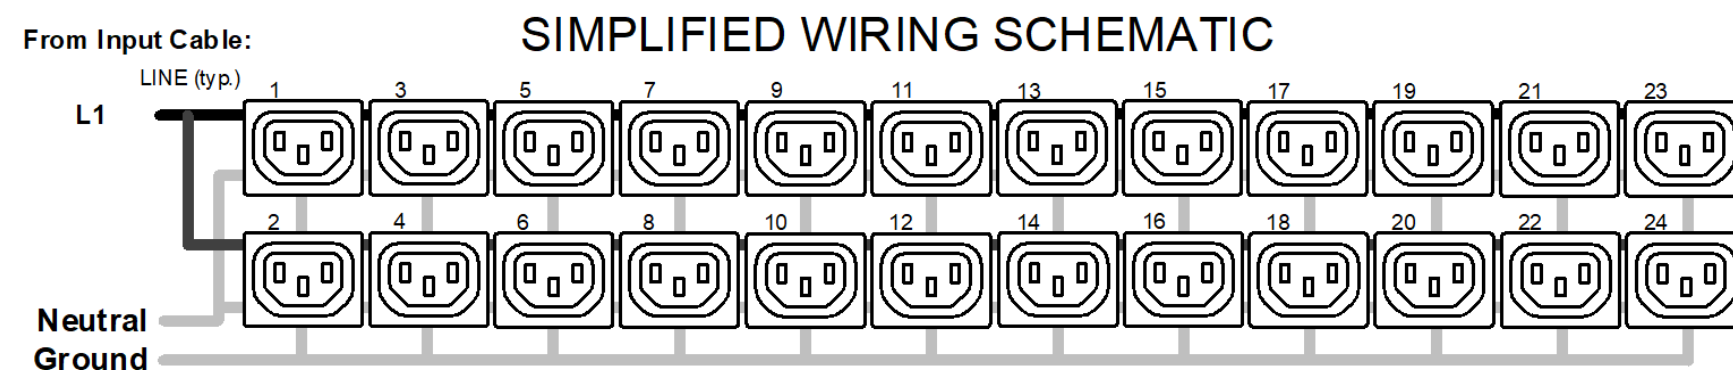 SIMPLIFIED WIRING SCHEMATIC
From Input Cable:
LINE (typ.)
L1
1 3 5 7 9 11 13 15 17 19 21 23
2 4 6 8 10 12 14 16 18 20 22 24
Neutral
Ground